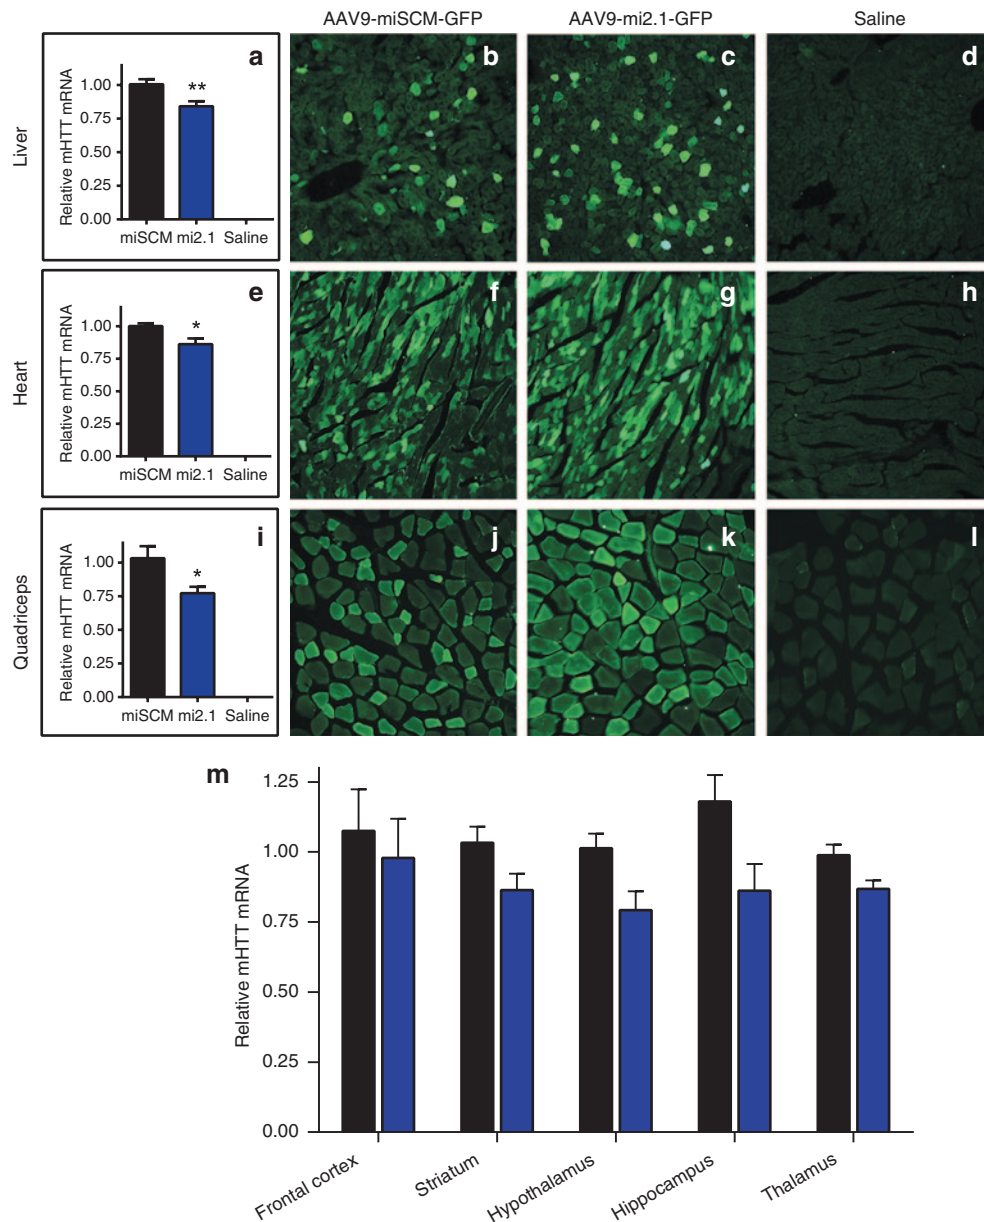 AAV9-miSCM-GFP AAV9-mi2.1-GFP Saline
Liver
a
Relative mHTT mRNA
1.00
0.75
0.50
0.25
0.00
**
miSCM mi2.1 Saline
b
c
d
Heart
e
Relative mHTT mRNA
1.00
0.75
0.50
0.25
0.00
*
miSCM mi2.1 Saline
f
g
h
Quadriceps
i
Relative mHTT mRNA
1.00
0.75
0.50
0.25
0.00
*
miSCM mi2.1 Saline
j
k
l
m
Relative mHTT mRNA
1.25
1.00
0.75
0.50
0.25
0.00
Frontal cortex
Striatum
Hypothalamus
Hippocampus
Thalamus